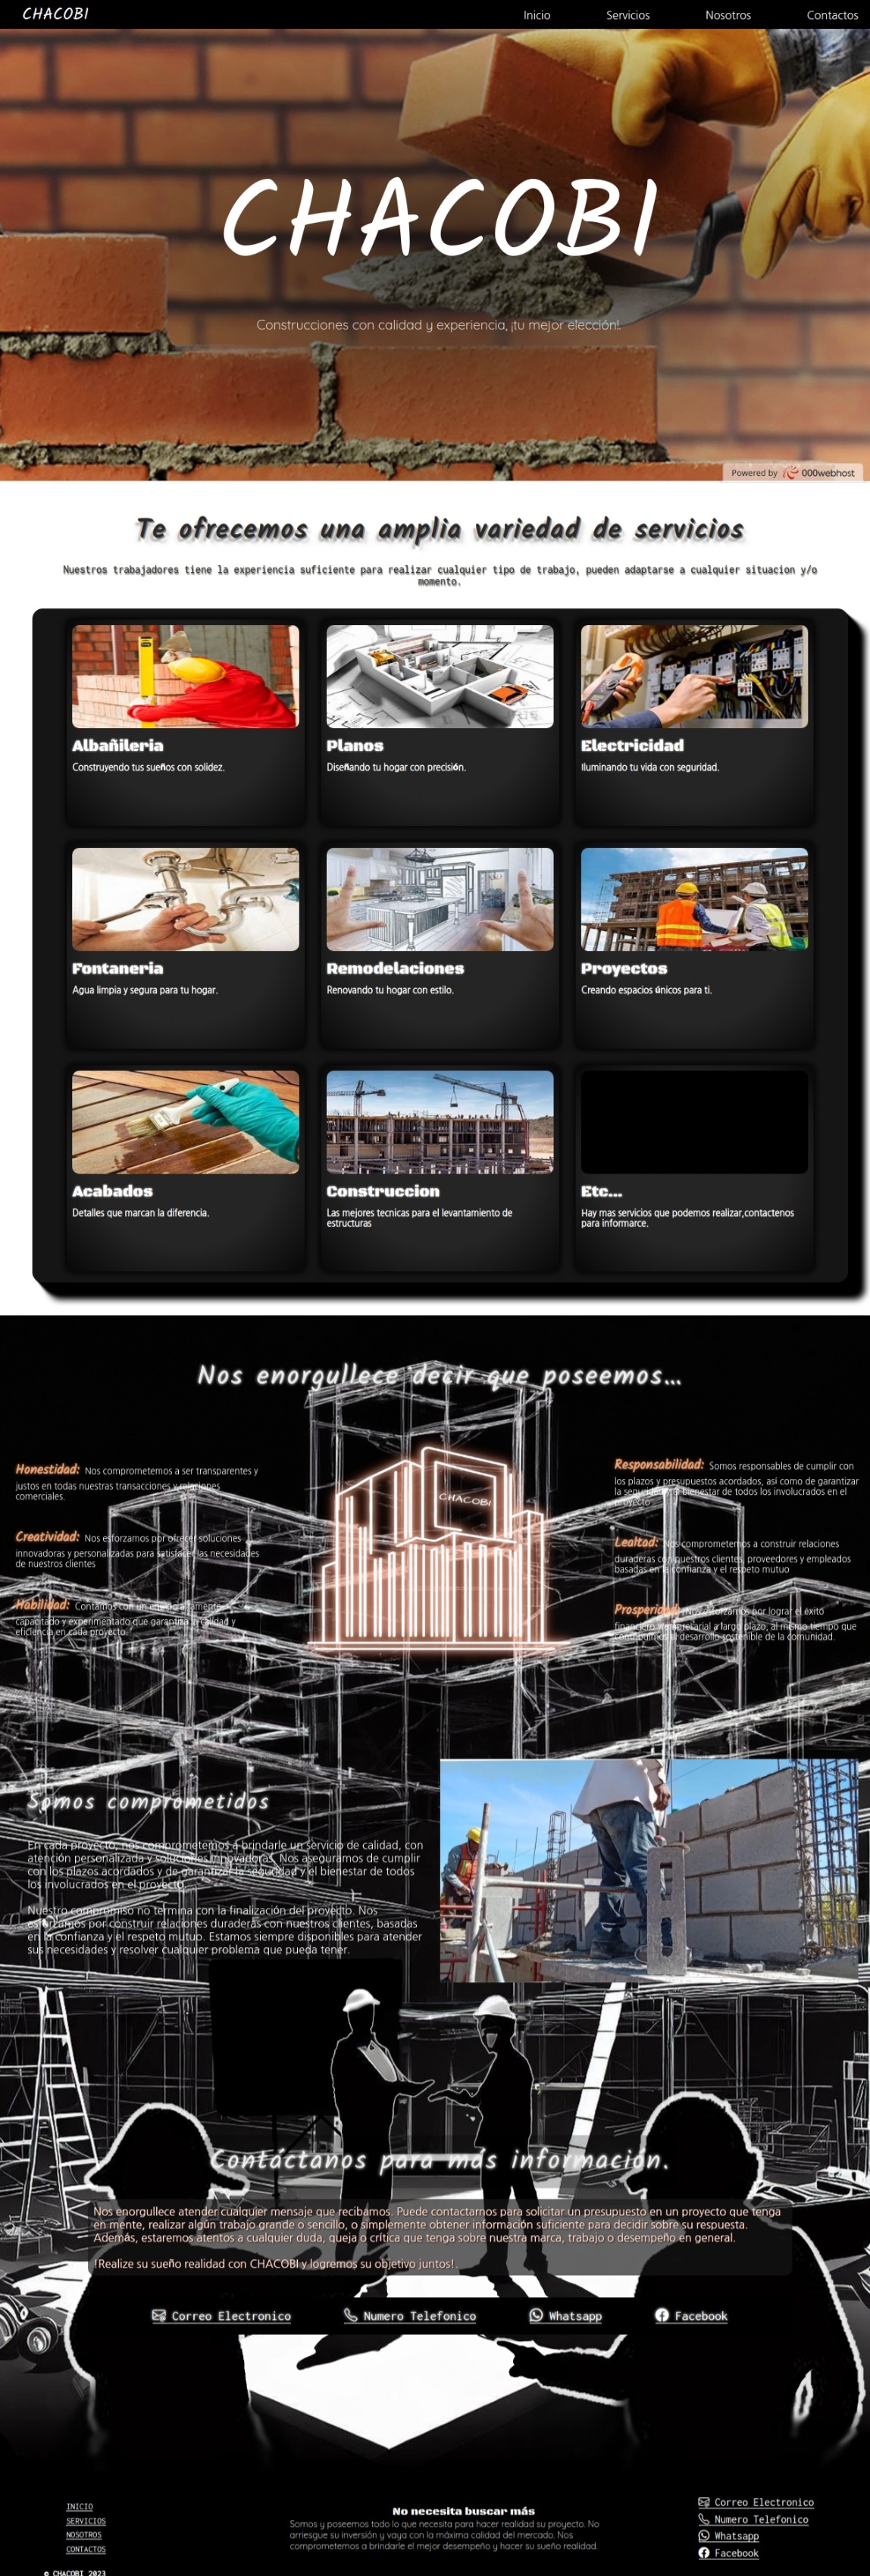 CHACOBI
Inicio
Servicios
Nosotros
Contactos
CHACOBI
Construcciones con calidad y experiencia, ¡tu mejor elección!.
Powered by 000webhost
Te ofrecemos una amplia variedad de servicios
Nuestros trabajadores tiene la experiencia suficiente para realizar cualquier tipo de trabajo, pueden adaptarse a cualquier situacion y/o
momento.
Albañileria
Construyendo tus sueños con solidez.
Planos
Diseñando tu hogar con precisión.
Electricidad
Iluminando tu vida con seguridad.
Fontaneria
Agua limpia y segura para tu hogar.
Remodelaciones
Renovando tu hogar con estilo.
Proyectos
Creando espacios únicos para ti.
Acabados
Detalles que marcan la diferencia.
Construccion
Las mejores tecnicas para el levantamiento de
estructuras
Etc...
Hay mas servicios que podemos realizar,contactenos
para informarce.
Nos enorgullece decir que poseemos...
Honestidad: Nos comprometemos a ser transparentes y
justos en todas nuestras transacciones y relaciones
comerciales.
Creatividad: Nos esforzamos por ofrecer soluciones
innovadoras y personalizadas para satisfacer las necesidades
de nuestros clientes
Habilidad: Contamos con un equipo altamente
capacitado y experimentado que garantiza la calidad y
eficiencia en cada proyecto.
CHACOBI
Responsabilidad: Somos responsables de cumplir con
los plazos y presupuestos acordados, así como de garantizar
la seguridad y el bienestar de todos los involucrados en el
proyecto
Lealtad: Nos comprometemos a construir relaciones
duraderas con nuestros clientes, proveedores y empleados
basadas en la confianza y el respeto mutuo
Prosperidad: Nos esforzamos por lograr el éxito
financiero y empresarial a largo plazo, al mismo tiempo que
contribuimos al desarrollo sostenible de la comunidad.
Somos comprometidos
En cada proyecto, nos comprometemos a brindarle un servicio de calidad, con
atención personalizada y soluciones innovadoras. Nos aseguramos de cumplir
con los plazos acordados y de garantizar la seguridad y el bienestar de todos
los involucrados en el proyecto.
Nuestro compromiso no termina con la finalización del proyecto. Nos
esforzamos por construir relaciones duraderas con nuestros clientes, basadas
en la confianza y el respeto mutuo. Estamos siempre disponibles para atender
sus necesidades y resolver cualquier problema que pueda tener.
Contáctanos para más información.
Nos enorgullece atender cualquier mensaje que recibamos. Puede contactarnos para solicitar un presupuesto en un proyecto que tenga
en mente, realizar algún trabajo grande o sencillo, o simplemente obtener información suficiente para decidir sobre su respuesta.
Además, estaremos atentos a cualquier duda, queja o crítica que tenga sobre nuestra marca, trabajo o desempeño en general.
!Realize su sueño realidad con CHACOBI y logremos su objetivo juntos!.
Correo Electronico
Numero Telefonico
Whatsapp
Facebook
INICIO
SERVICIOS
NOSOTROS
CONTACTOS
© CHACOBI 2023
No necesita buscar más
Somos y poseemos todo lo que necesita para hacer realidad su proyecto. No
arriesgue su inversión y vaya con la máxima calidad del mercado. Nos
comprometemos a brindarle el mejor desempeño y hacer su sueño realidad.
Correo Electronico
Numero Telefonico
Whatsapp
Facebook